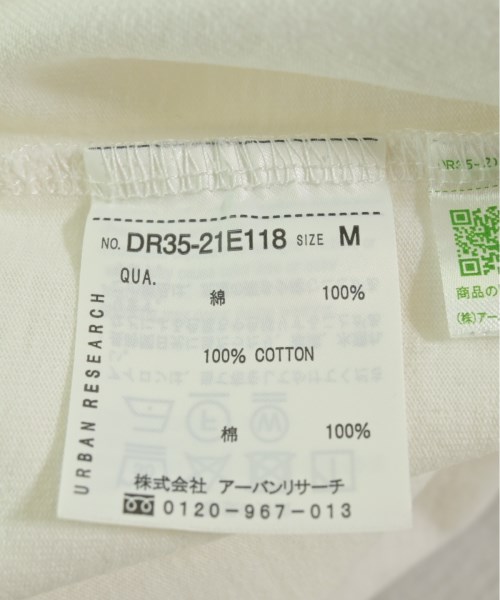 NO. DR35-21E118 SIZE M
QUA.
綿 100%
100% COTTON
棉 100%
URBAN RESEARCH
株式会社 アーバンリサーチ
0120-967-013
商品の
(株)アー